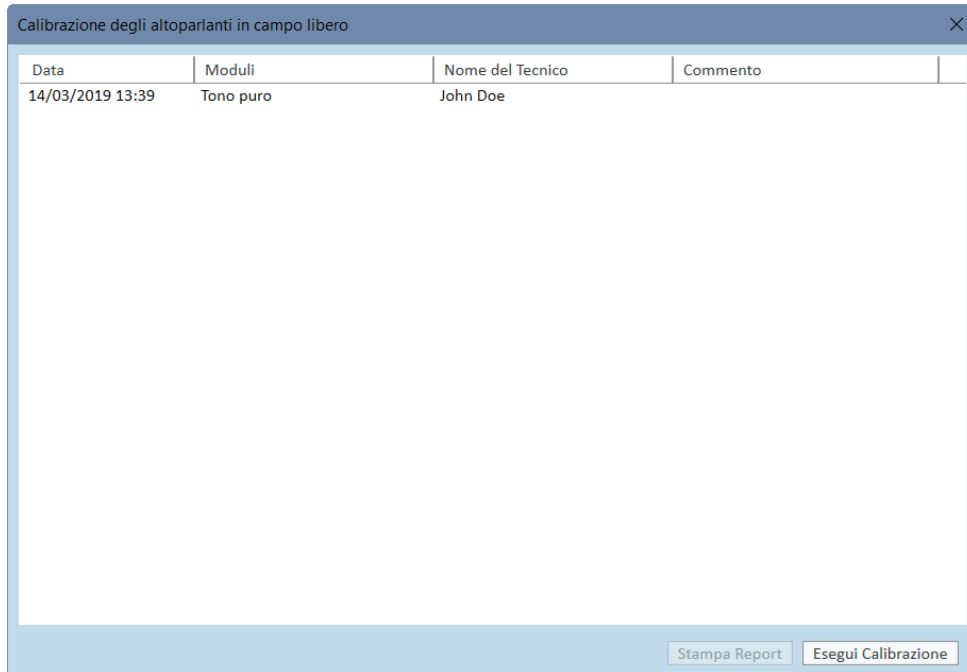 Calibrazione degli altoparlanti in campo libero
Data Moduli Nome del Tecnico Commento
14/03/2019 13:39 Tono puro John Doe
Stampa Report Esegui Calibrazione